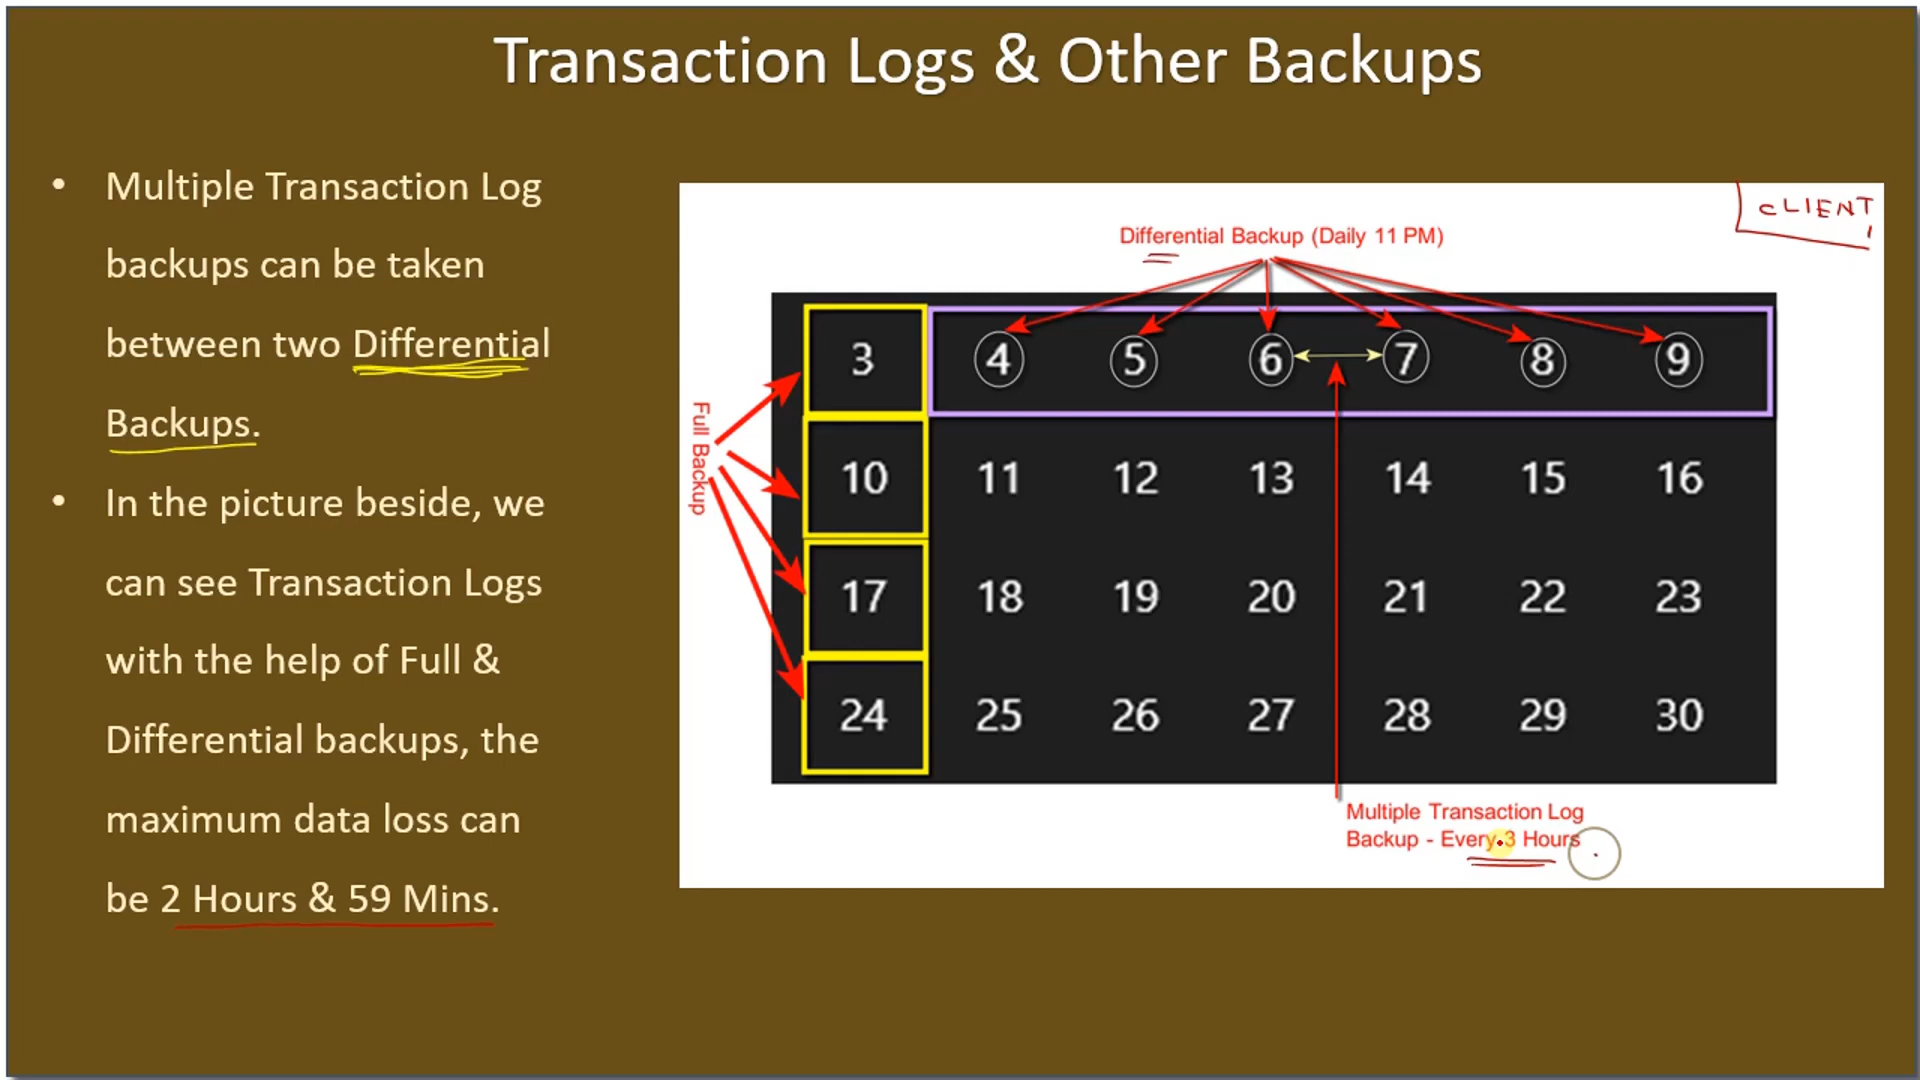 Transaction Logs & Other Backups
• Multiple Transaction Log
backups can be taken
between two Differential
Backups.
• In the picture beside, we
can see Transaction Logs
with the help of Full &
Differential backups, the
maximum data loss can
be 2 Hours & 59 Mins.
CLIENT
Differential Backup (Daily 11 PM)
Full Backup
3 4 5 6 7 8 9
10 11 12 13 14 15 16
17 18 19 20 21 22 23
24 25 26 27 28 29 30
Multiple Transaction Log
Backup - Every 3 Hours